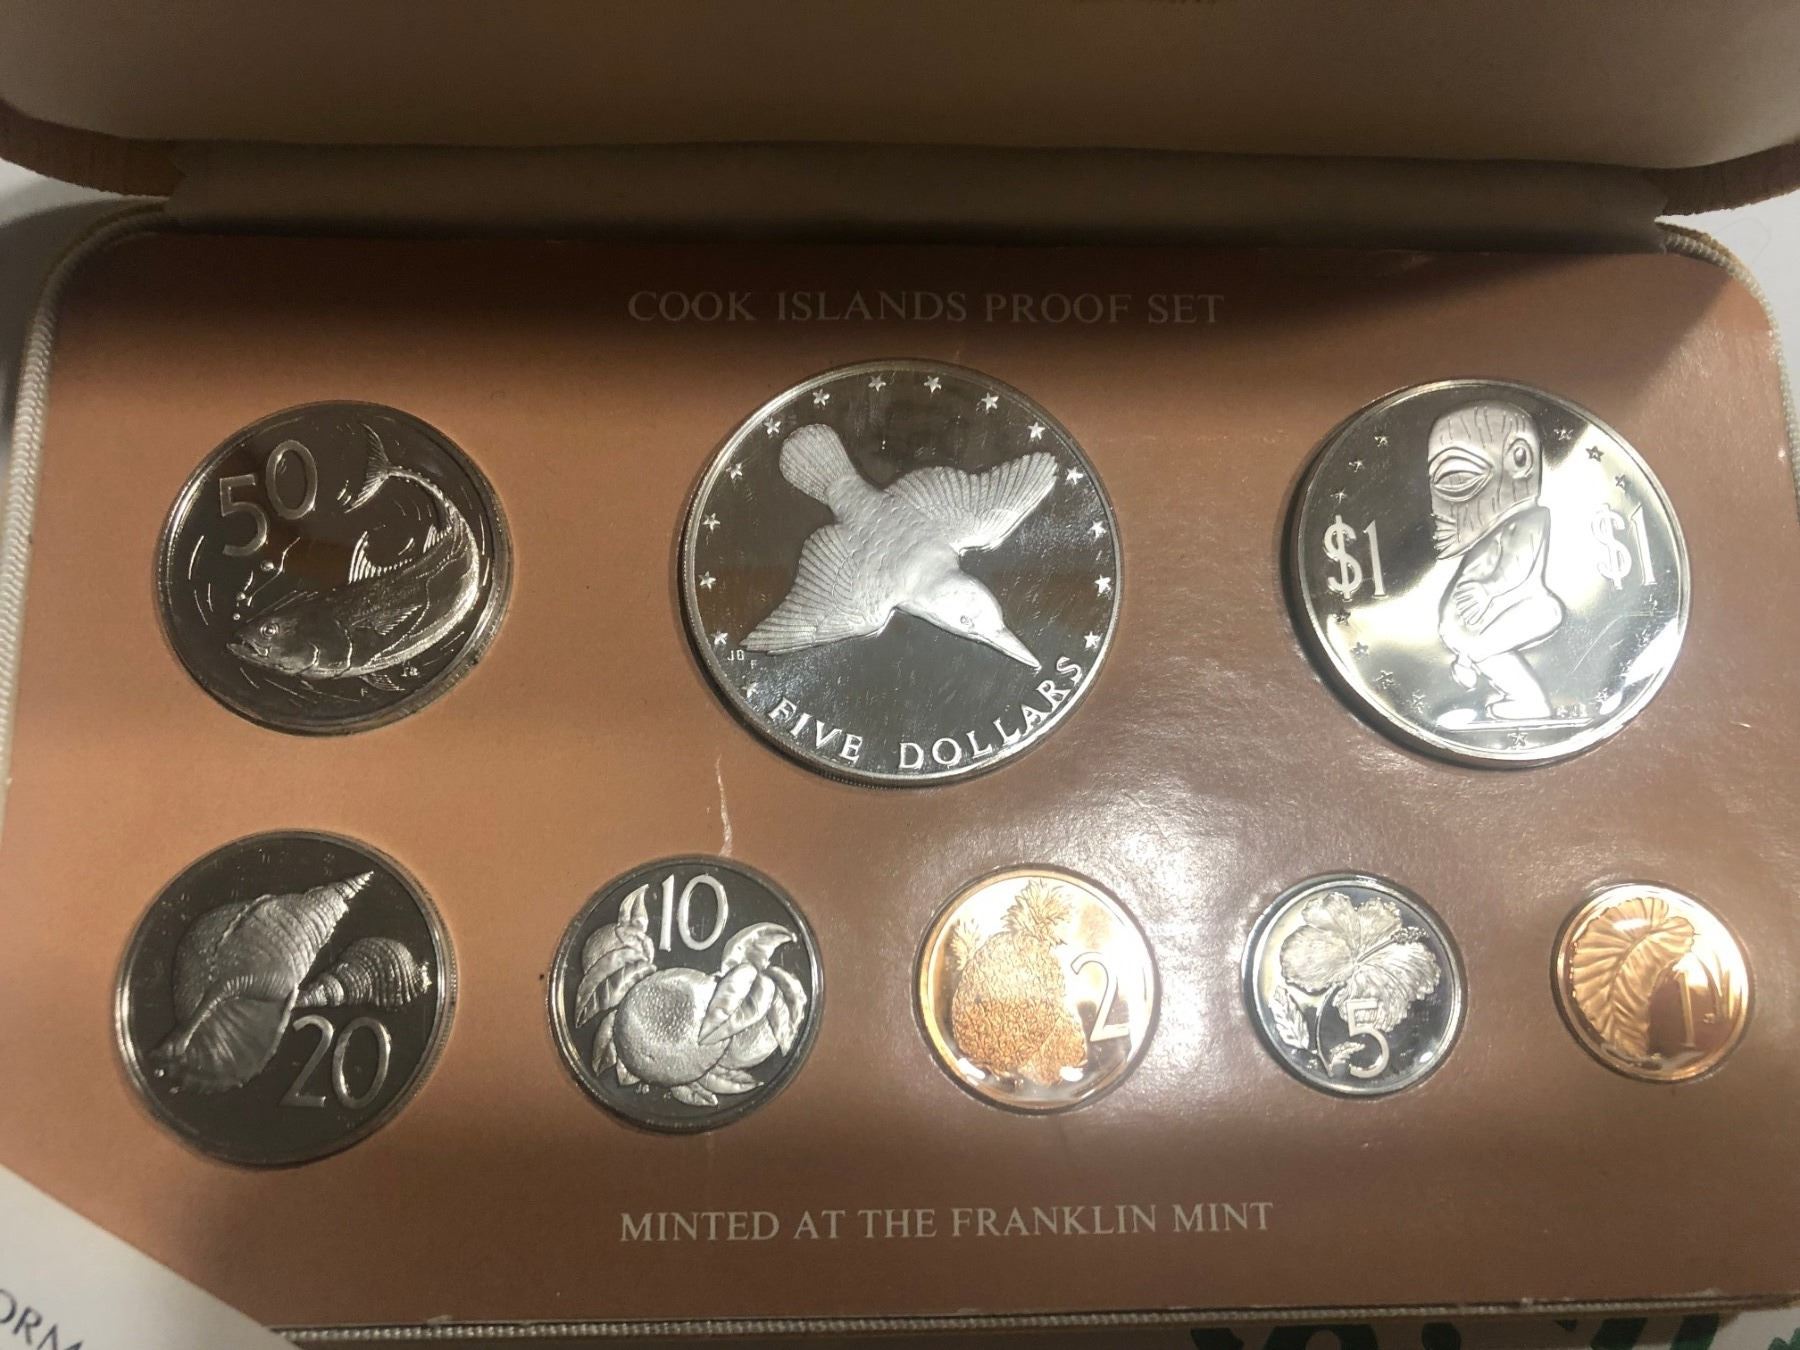 COOK ISLANDS PROOF SET
50
FIVE DOLLARS
JG
F
$1 $1
20
10
2
5
1
MINTED AT THE FRANKLIN MINT